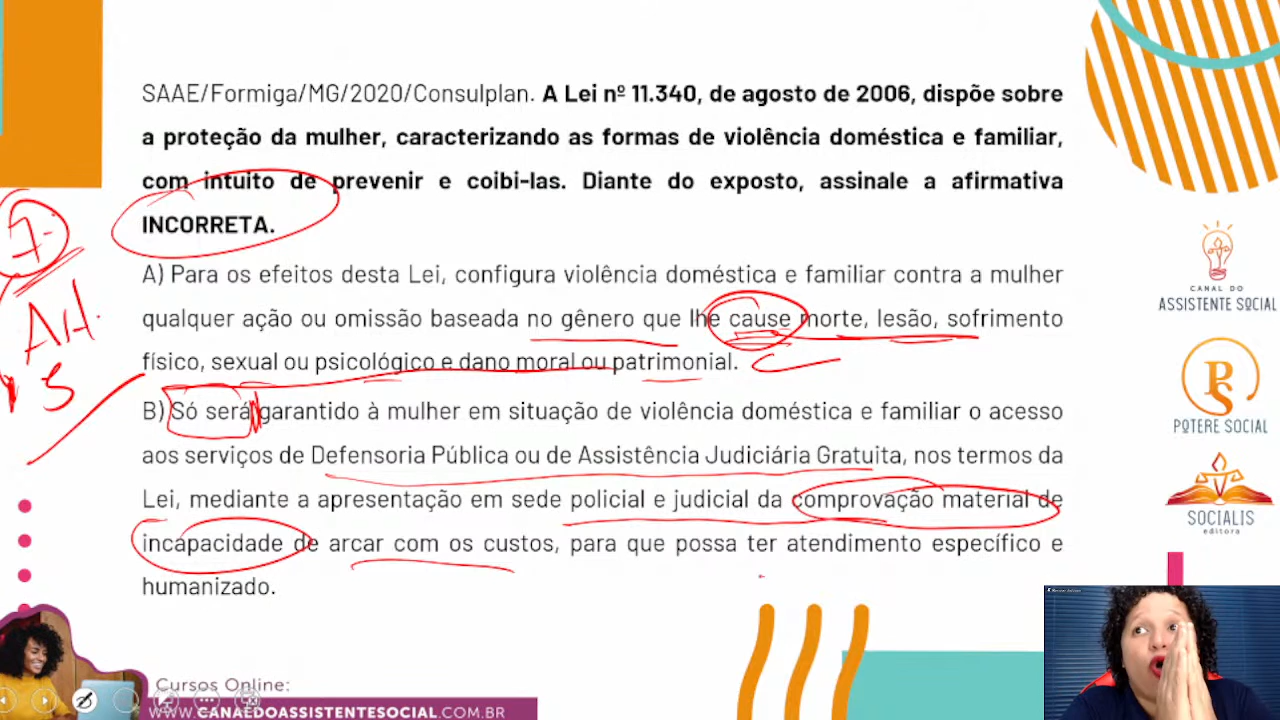 SAAE/Formiga/MG/2020/Consulplan. A Lei nº 11.340, de agosto de 2006, dispõe sobre
a proteção da mulher, caracterizando as formas de violência doméstica e familiar,
com intuito de prevenir e coibi-las. Diante do exposto, assinale a afirmativa
INCORRETA.
A) Para os efeitos desta Lei, configura violência doméstica e familiar contra a mulher
qualquer ação ou omissão baseada no gênero que lhe cause morte, lesão, sofrimento
físico, sexual ou psicológico e dano moral ou patrimonial.
B) Só será garantido à mulher em situação de violência doméstica e familiar o acesso
aos serviços de Defensoria Pública ou de Assistência Judiciária Gratuita, nos termos da
Lei, mediante a apresentação em sede policial e judicial da comprovação material de
incapacidade de arcar com os custos, para que possa ter atendimento específico e
humanizado.
CANAL DO
ASSISTENTE SOCIAL
POTERE SOCIAL
SOCIALIS
editora
Cursos Online:
WWW.CANALDOASSISTENTESOCIAL.COM.BR